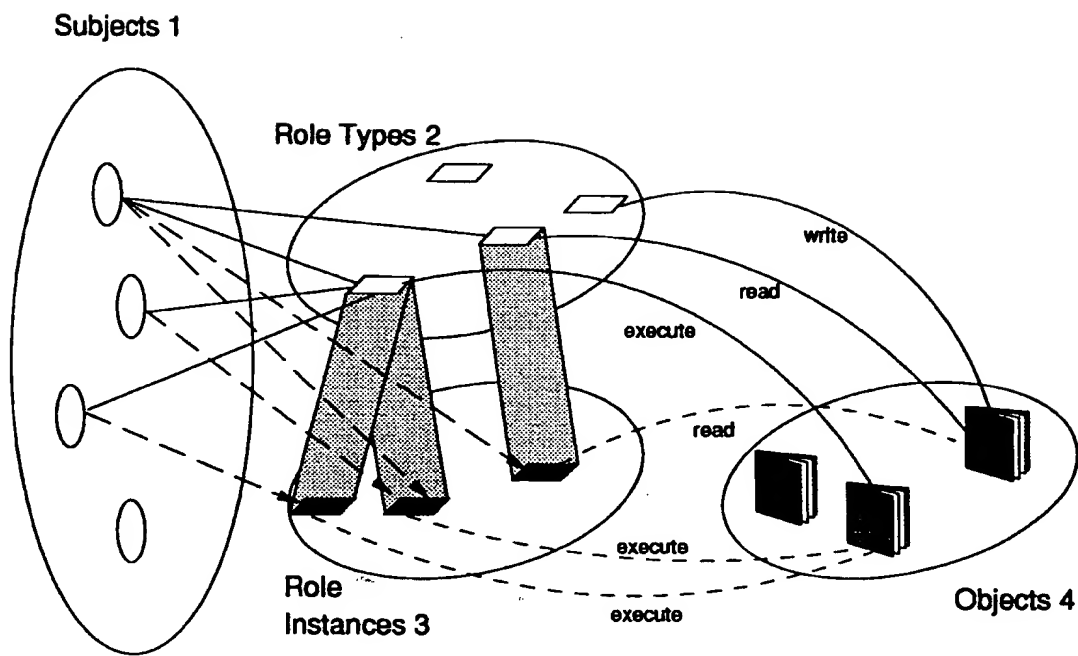 Subjects 1
Role Types 2
write
read
execute
read
execute
execute
Role
Instances 3
Objects 4